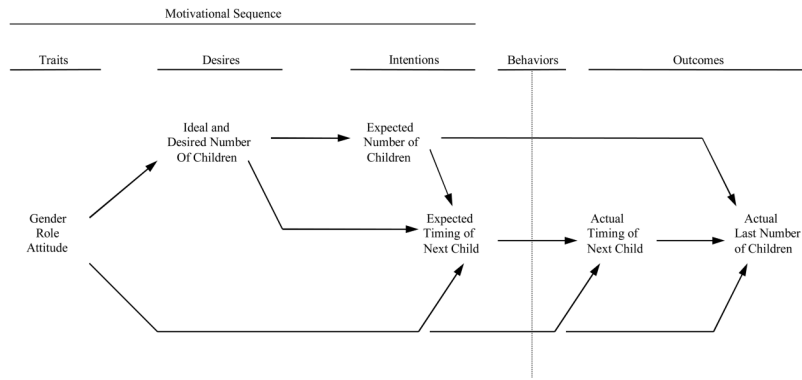 Motivational Sequence
Traits
Desires
Intentions
Behaviors
Outcomes
Ideal and
Desired Number
Of Children
Expected
Number of
Children
Gender
Role
Attitude
Expected
Timing of
Next Child
Actual
Timing of
Next Child
Actual
Last Number
of Children